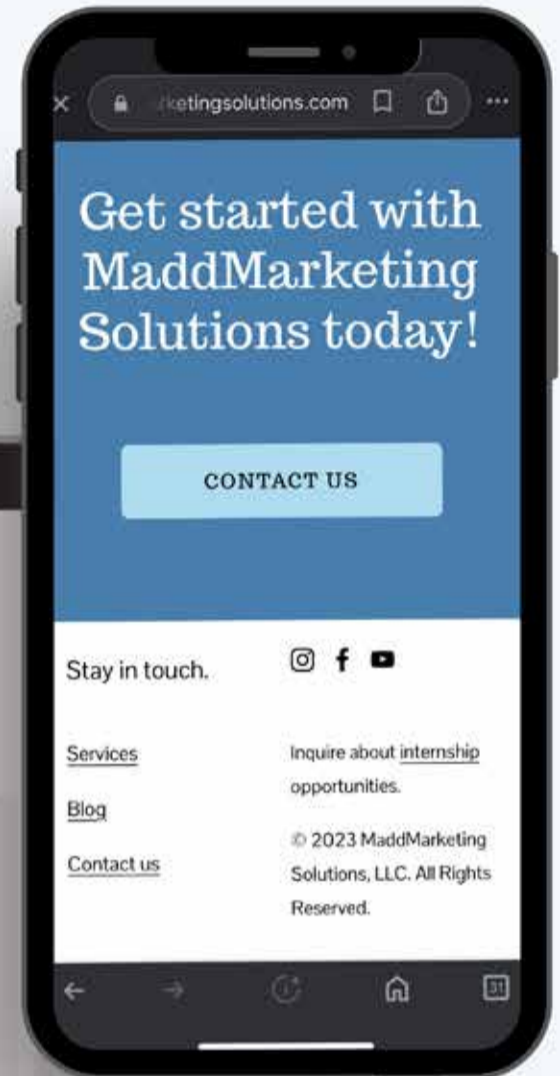 rketingsolutions.com
Get started with
MaddMarketing
Solutions today!
CONTACT US
Stay in touch.
Services
Blog
Contact us
Inquire about internship
opportunities.
© 2023 MaddMarketing
Solutions, LLC. All Rights
Reserved.
31